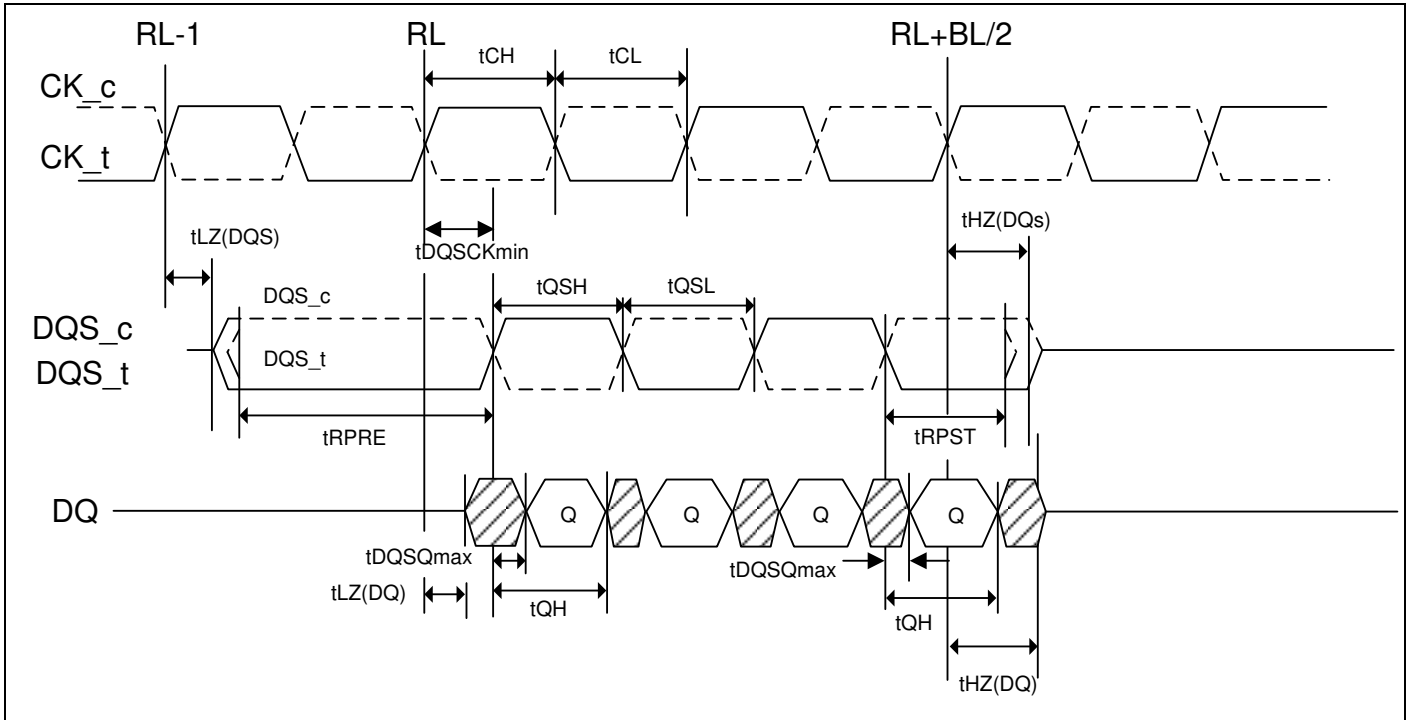 RL-1
RL
RL+BL/2
tCH
tCL
CK_c
CK_t
tLZ(DQS)
tDQSCKmin
tHZ(DQs)
tQSH
tQSL
DQS_c
DQS_c
DQS_t
DQS_t
tRPRE
tRPST
DQ
Q
Q
Q
Q
tDQSQmax
tDQSQmax
tLZ(DQ)
tQH
tQH
tHZ(DQ)